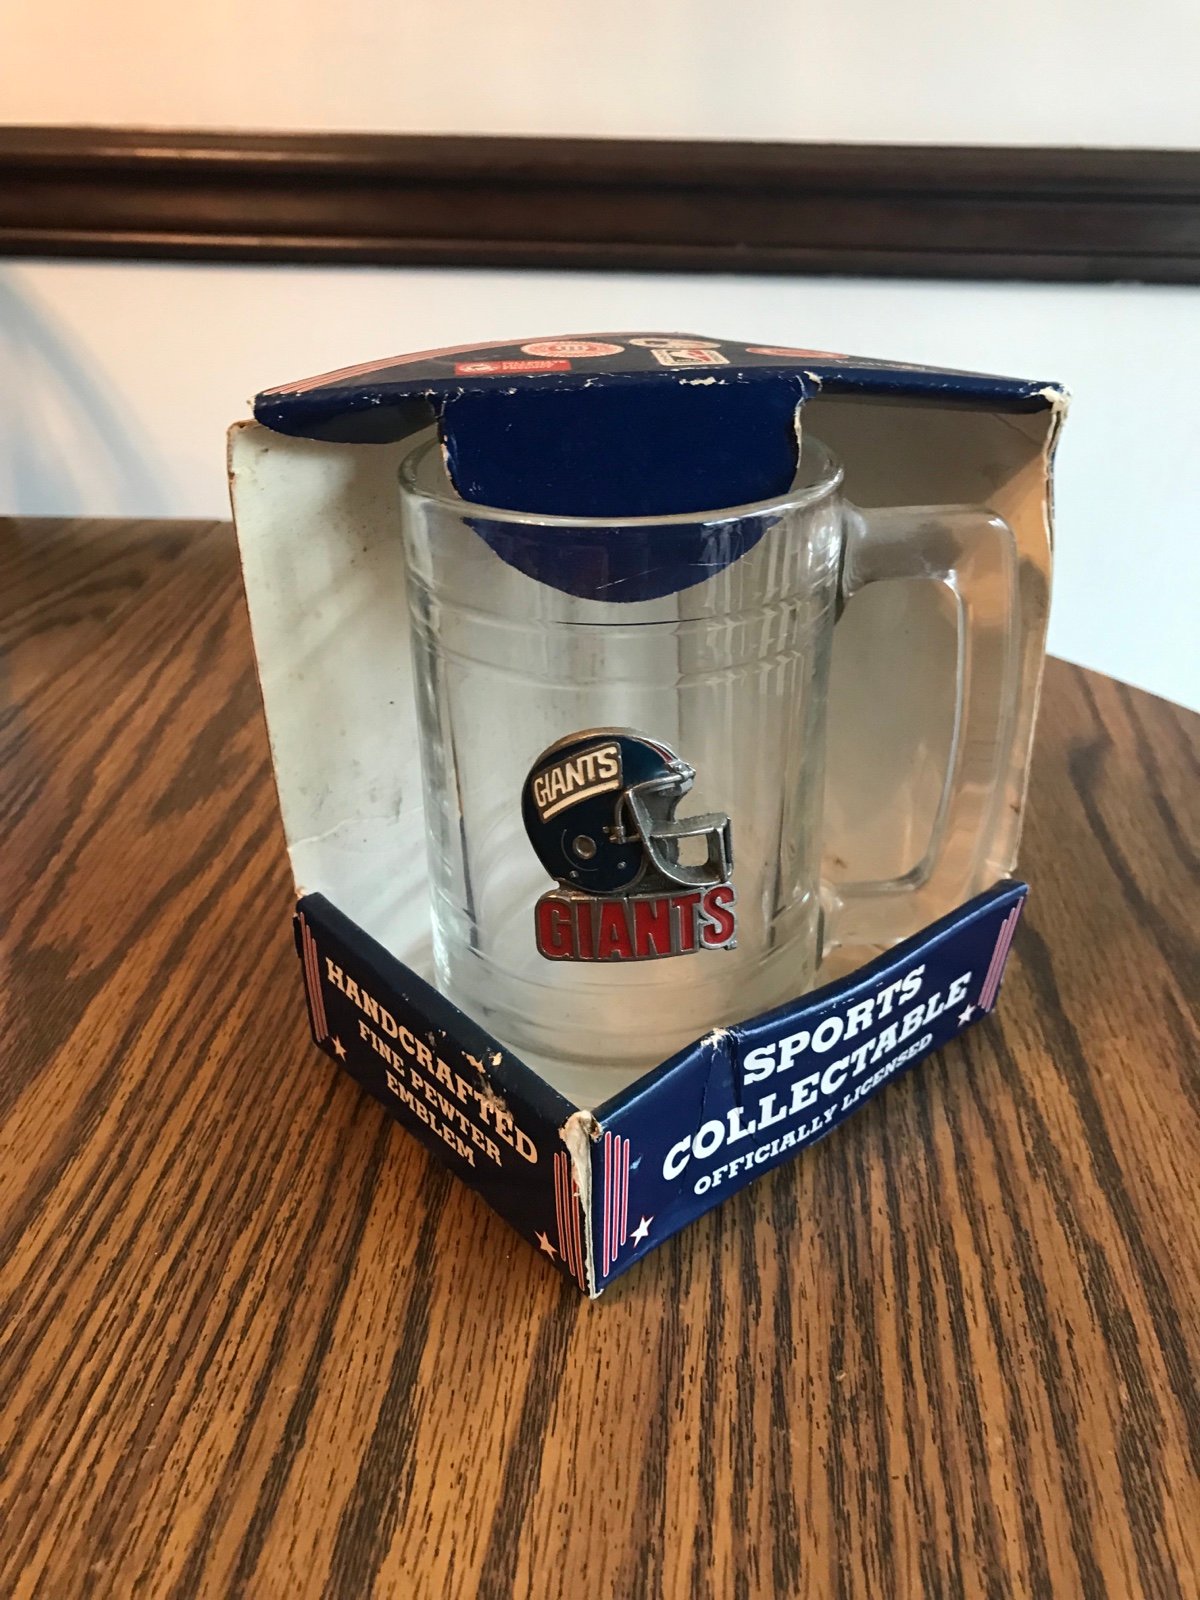 GIANTS
GIANTS
HANDCRAFTED
FINE PEWTER
EMBLEM
SPORTS
COLLECTABLE
OFFICIALLY LICENSED